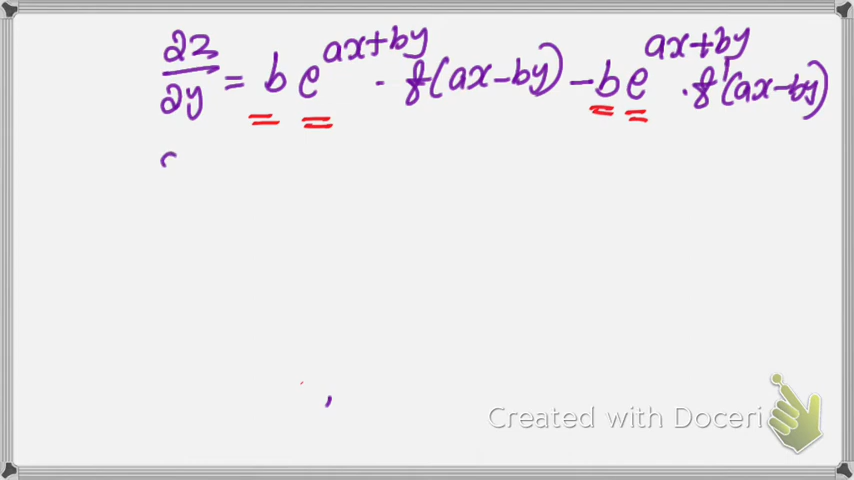 ∂z/∂y = b e^{ax+by} · f(ax-by) - b e^{ax+by} · f'(ax-by)
Created with Doceri